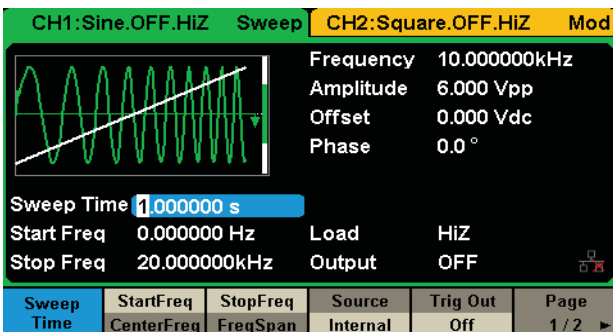 CH1:Sine.OFF.HiZ Sweep CH2:Square.OFF.HiZ Mod
Frequency 10.000000kHz
Amplitude 6.000 Vpp
Offset 0.000 Vdc
Phase 0.0 °
Sweep Time 1.000000 s
Start Freq 0.000000 Hz Load HiZ
Stop Freq 20.000000kHz Output OFF
Sweep StartFreq StopFreq Source Trig Out Page
Time CenterFreq FreqSpan Internal Off 1/2 ►